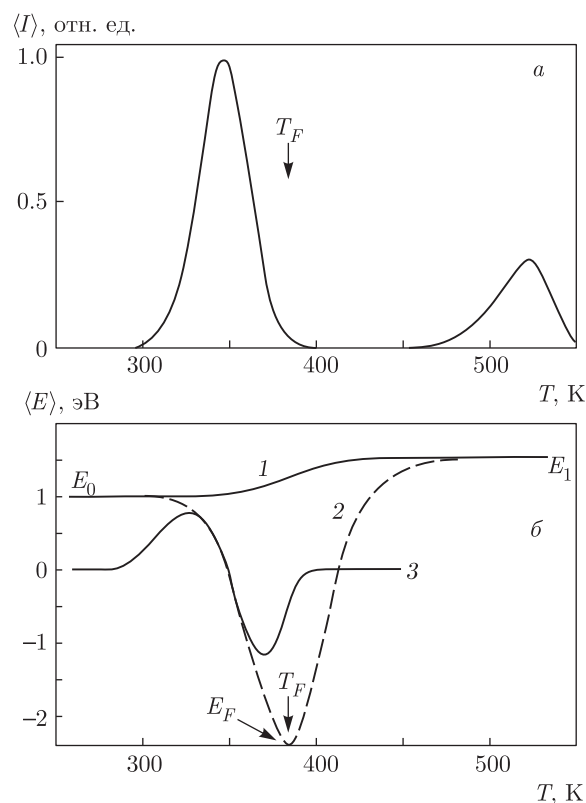 ⟨I⟩, отн. ед.
1.0
а
T_F
0.5
0
300 400 500
T, К
⟨E⟩, эВ
E_0
1
2
E_1
1
б
0
3
−1
T_F
E_F
−2
300 400 500
T, К